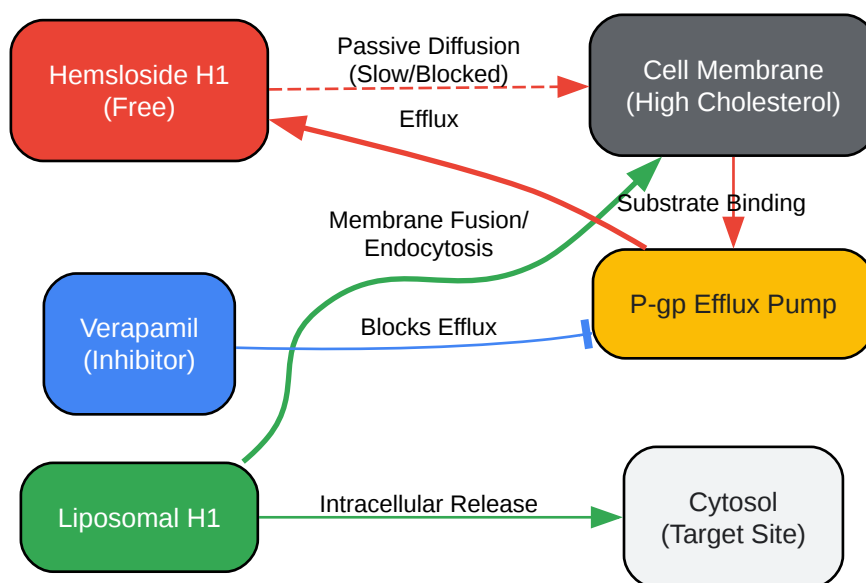 Hemsloside H1
(Free)
Passive Diffusion
(Slow/Blocked)
Efflux
Cell Membrane
(High Cholesterol)
Membrane Fusion/
Endocytosis
Substrate Binding
Verapamil
(Inhibitor)
Blocks Efflux
P-gp Efflux Pump
Liposomal H1
Intracellular Release
Cytosol
(Target Site)